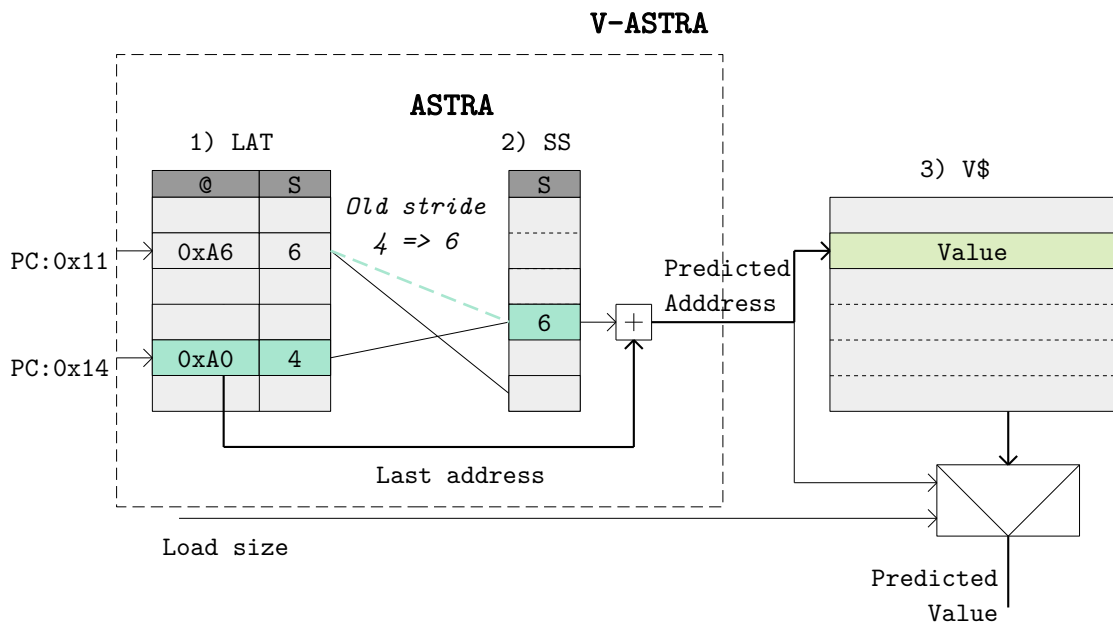 V-ASTRA
ASTRA
1) LAT
2) SS
3) V$
@
S
S
Old stride
4 => 6
PC:0x11
0xA6
6
Value
Predicted
Adddress
6
+
PC:0x14
0xA0
4
Last address
Load size
Predicted
Value